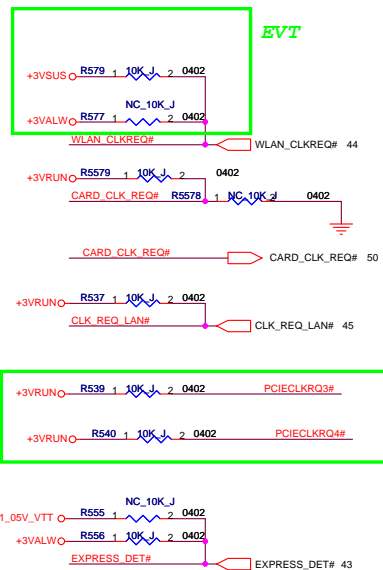 EVT
+3VSUS R579 1 10K_J 2 0402
NC_10K_J
+3VALW R577 1 2 0402
WLAN_CLKREQ# WLAN_CLKREQ# 44
+3VRUN R5579 1 10K_J 2 0402
CARD_CLK_REQ# R5578 1 NC_10K_J 2 0402
CARD_CLK_REQ# CARD_CLK_REQ# 50
+3VRUN R537 1 10K_J 2 0402
CLK_REQ_LAN# CLK_REQ_LAN# 45
+3VRUN R539 1 10K_J 2 0402 PCIECLKRQ3#
+3VRUN R540 1 10K_J 2 0402 PCIECLKRQ4#
NC_10K_J
1_05V_VTT R555 1 2 0402
+3VALW R556 1 10K_J 2 0402
EXPRESS_DET# EXPRESS_DET# 43